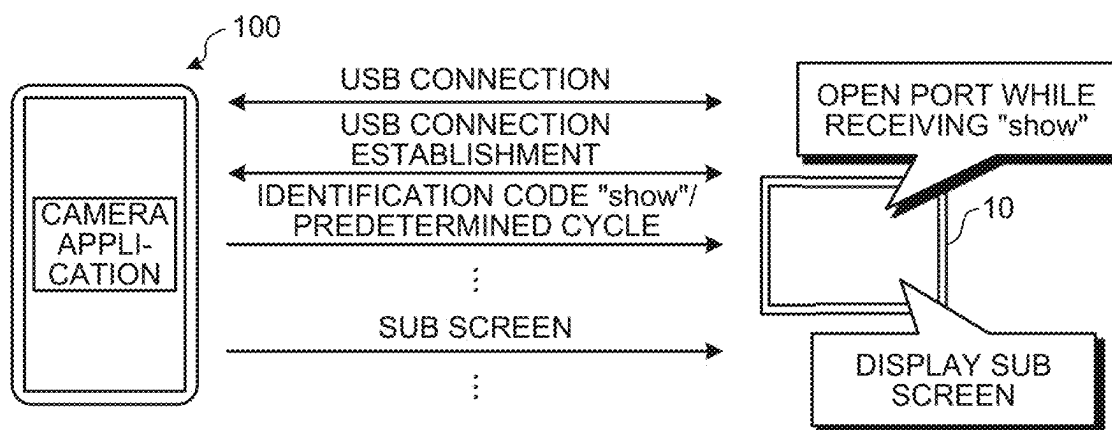 100
USB CONNECTION
USB CONNECTION
ESTABLISHMENT
IDENTIFICATION CODE "show"/
PREDETERMINED CYCLE
SUB SCREEN
CAMERA
APPLI-
CATION
OPEN PORT WHILE
RECEIVING "show"
10
DISPLAY SUB
SCREEN